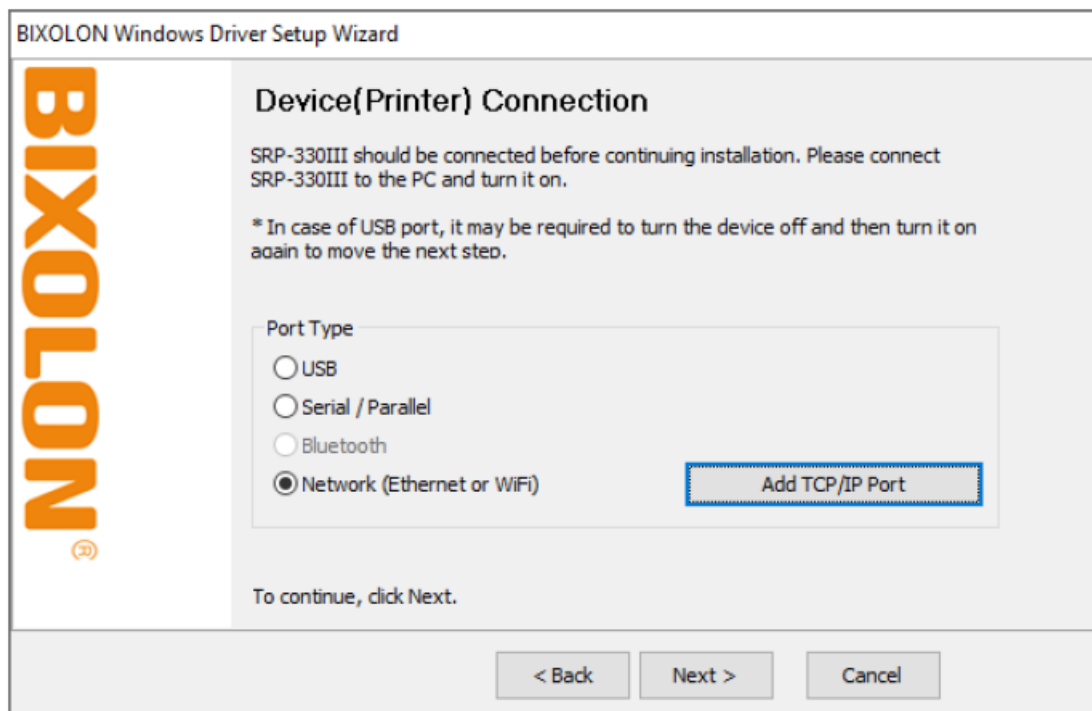 BIXOLON Windows Driver Setup Wizard
BIXOLON®
Device(Printer) Connection
SRP-330III should be connected before continuing installation. Please connect
SRP-330III to the PC and turn it on.
* In case of USB port, it may be required to turn the device off and then turn it on
again to move the next step.
Port Type
USB
Serial / Parallel
Bluetooth
Network (Ethernet or WiFi) Add TCP/IP Port
To continue, click Next.
< Back Next > Cancel